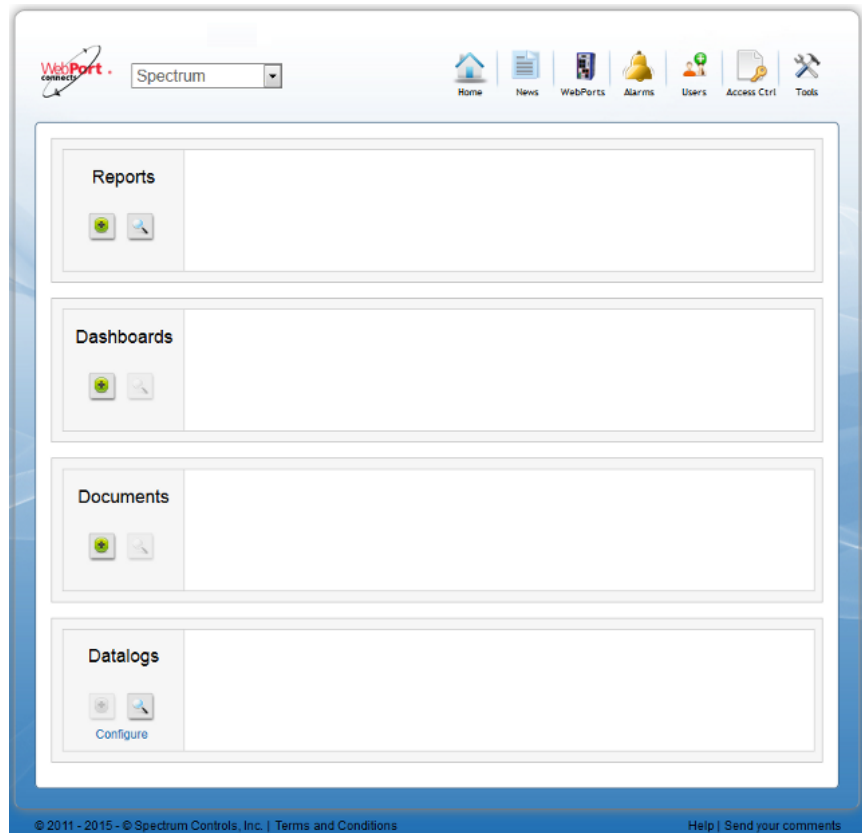 WebPort .
connects
Spectrum
Home
News
WebPorts
Alarms
Users
Access Ctrl
Tools
Reports
Dashboards
Documents
Datalogs
Configure
© 2011 - 2015 - © Spectrum Controls, Inc. | Terms and Conditions
Help | Send your comments